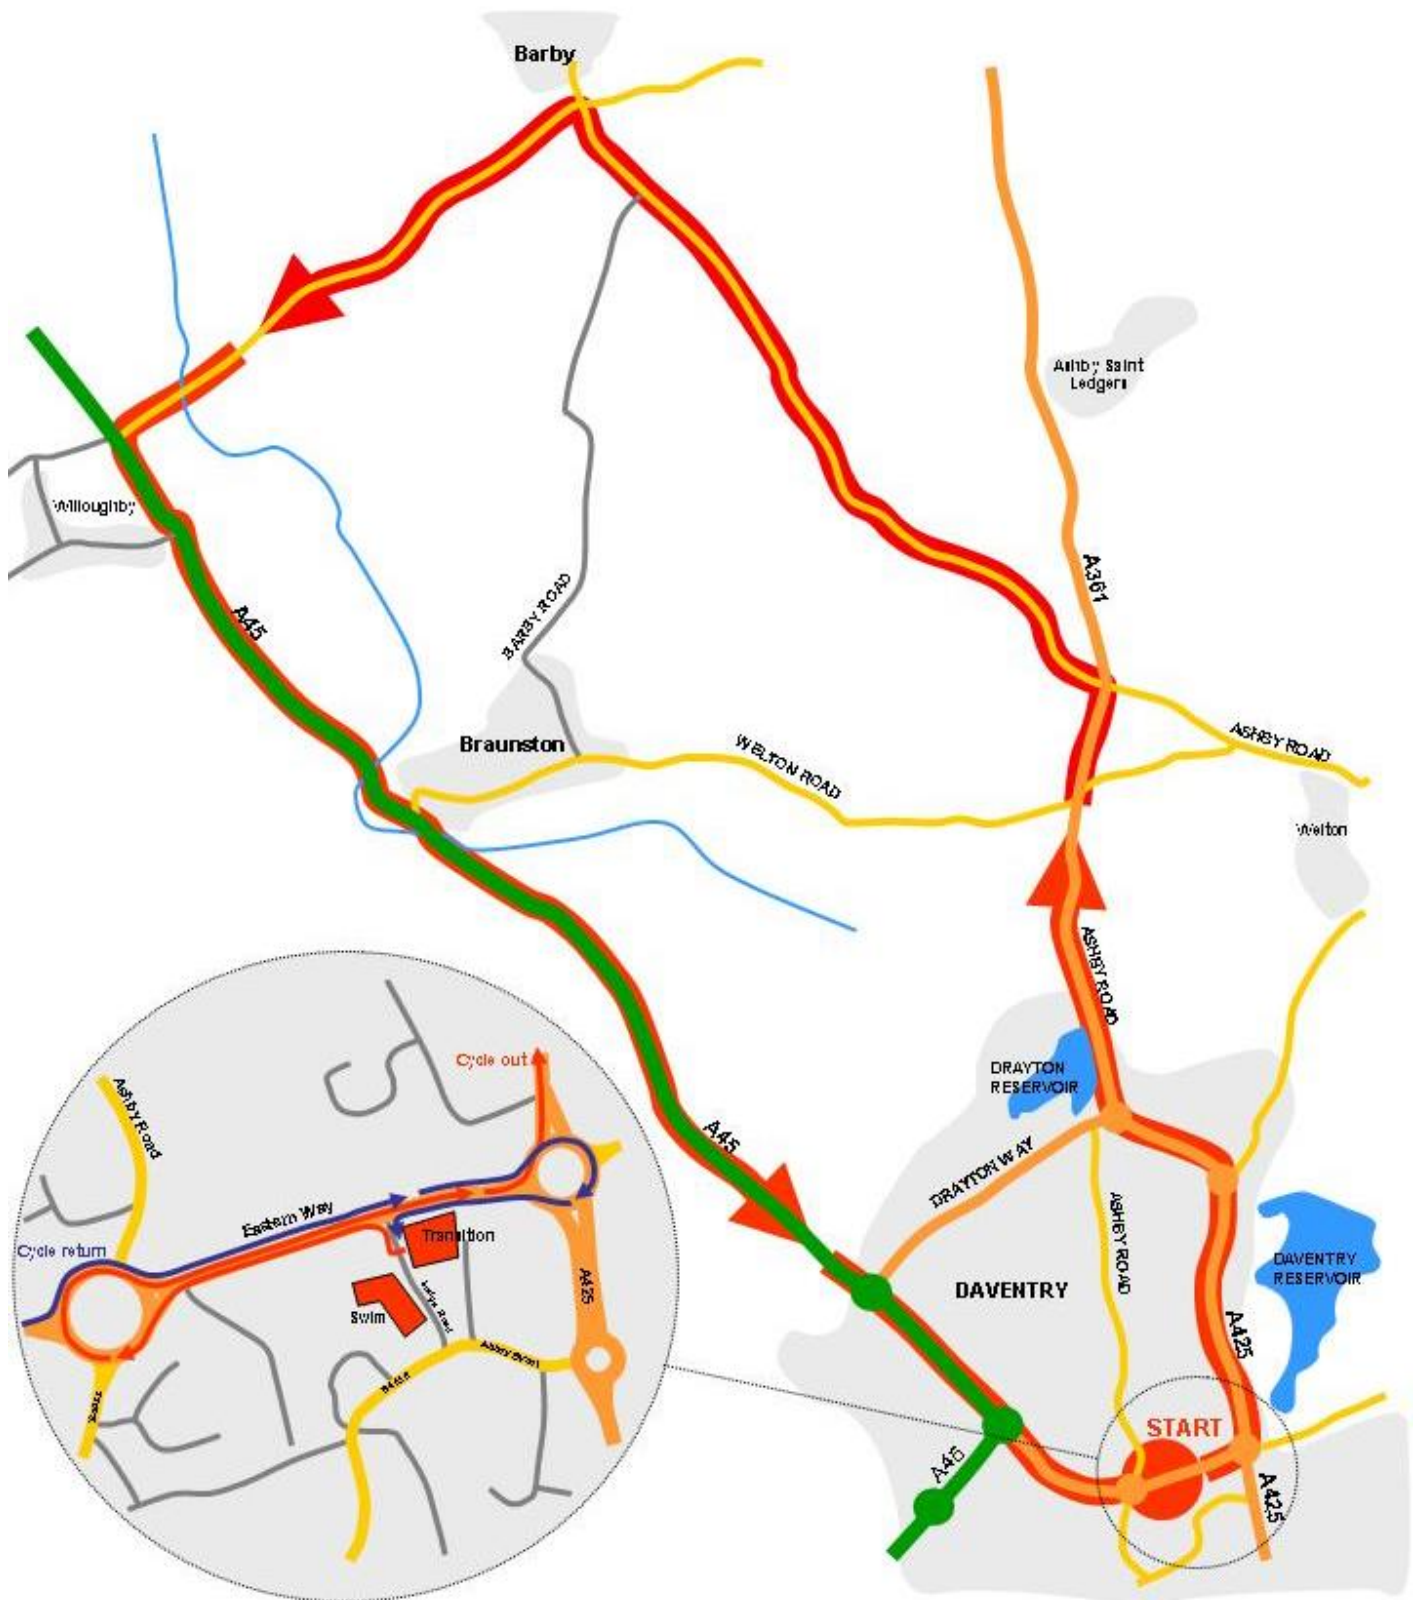 Barby
Ashby Saint
Ledgers
Willoughby
A361
A45
BARBY ROAD
Braunston
WELTON ROAD
ASHBY ROAD
Welton
ASHBY ROAD
DRAYTON
RESERVOIR
Cycle out
Ashby Road
A45
DRAYTON WAY
ASHBY ROAD
Eastern Way
Transition
Cycle return
DAVENTRY
RESERVOIR
DAVENTRY
A425
Swim
A425
START
A45
A425